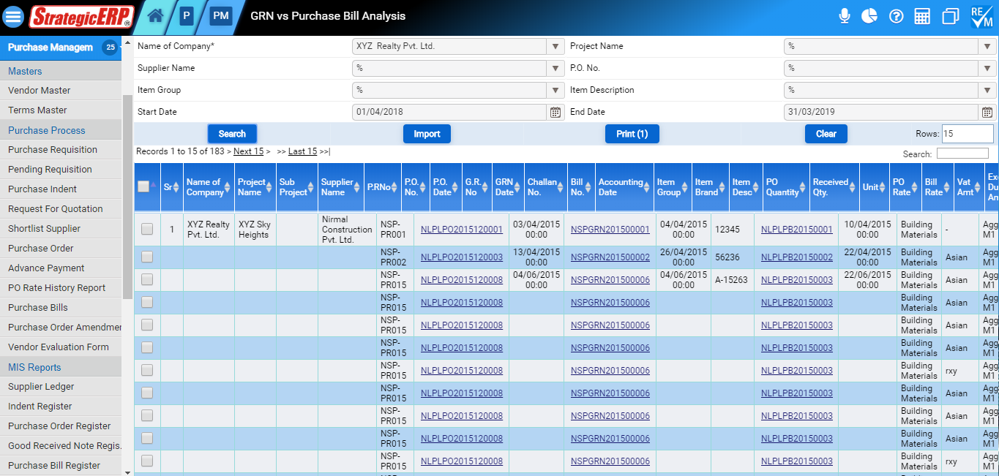 StrategicERP®
P
PM
GRN vs Purchase Bill Analysis
RE
M
Purchase Managem 25
Masters
Vendor Master
Terms Master
Purchase Process
Purchase Requisition
Pending Requisition
Purchase Indent
Request For Quotation
Shortlist Supplier
Purchase Order
Advance Payment
PO Rate History Report
Purchase Bills
Purchase Order Amendmen
Vendor Evaluation Form
MIS Reports
Supplier Ledger
Indent Register
Purchase Order Register
Good Received Note Regis.
Purchase Bill Register
Name of Company* XYZ Realty Pvt. Ltd. Project Name %
Supplier Name % P.O. No. %
Item Group % Item Description %
Start Date 01/04/2018 End Date 31/03/2019
Search Import Print (1) Clear Rows: 15
Records 1 to 15 of 183 > Next 15 > >> Last 15 >>| Search:
Sr Name of Company Project Name Sub Project Supplier Name P.RNo P.O. No. P.O. Date G.R. No GRN Date Challan No. Bill No. Accounting Date Item Group Item Brand Item Desc PO Quantity Received Qty. Unit PO Rate Bill Rate Vat Amt Ex Du An
1 XYZ Realty Pvt. Ltd. XYZ Sky Heights Nirmal Construction Pvt. Ltd. NSP-PR001 NLPLPO2015120001 03/04/2015 00:00 NSPGRN201500001 04/04/2015 00:00 12345 NLPLPB20150001 10/04/2015 00:00 Building Materials - Agg M1
NSP-PR002 NLPLPO2015120003 13/04/2015 00:00 NSPGRN201500002 26/04/2015 00:00 56236 NLPLPB20150002 22/04/2015 00:00 Building Materials Asian Agg M1
NSP-PR015 NLPLPO2015120008 04/06/2015 00:00 NSPGRN201500006 04/06/2015 00:00 A-15263 NLPLPB20150003 22/06/2015 00:00 Building Materials Asian Agg M1
NSP-PR015 NLPLPO2015120008 NSPGRN201500006 NLPLPB20150003 Building Materials Asian Agg M1
NSP-PR015 NLPLPO2015120008 NSPGRN201500006 NLPLPB20150003 Building Materials Asian Agg M1
NSP-PR015 NLPLPO2015120008 NSPGRN201500006 NLPLPB20150003 Building Materials Asian Agg M1
NSP-PR015 NLPLPO2015120008 NSPGRN201500006 NLPLPB20150003 Building Materials rxy Agg M1
NSP-PR015 NLPLPO2015120008 NSPGRN201500006 NLPLPB20150003 Building Materials Asian Agg M1
NSP-PR015 NLPLPO2015120008 NSPGRN201500006 NLPLPB20150003 Building Materials Asian Agg M1
NSP-PR015 NLPLPO2015120008 NSPGRN201500006 NLPLPB20150003 Building Materials Asian Agg M1
NSP-PR015 NLPLPO2015120008 NSPGRN201500006 NLPLPB20150003 Building Materials rxy Agg M1